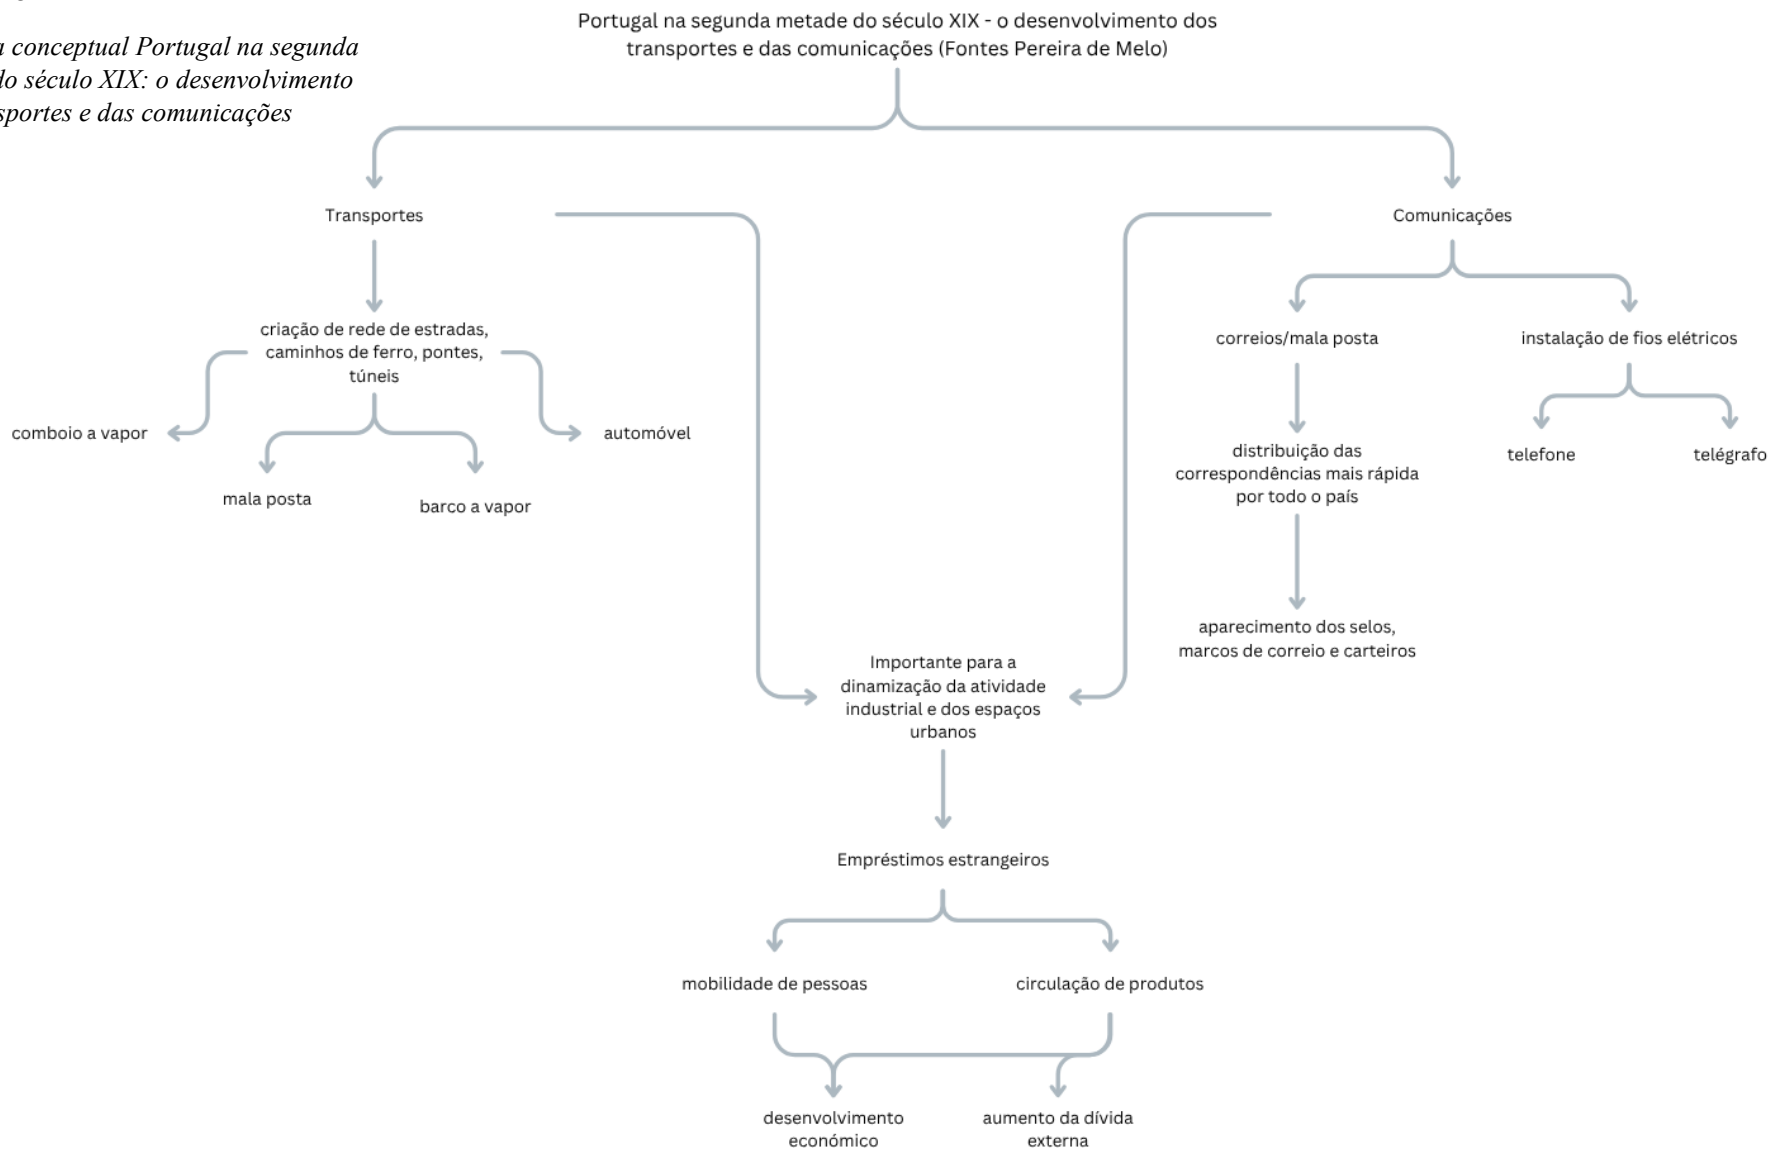 conceptual Portugal na segunda
século XIX: o desenvolvimento
e das comunicações
Portugal na segunda metade do século XIX - o desenvolvimento dos
transportes e das comunicações (Fontes Pereira de Melo)
Transportes
Comunicações
criação de rede de estradas,
caminhos de ferro, pontes,
túneis
comboio a vapor
automóvel
mala posta
barco a vapor
correios/mala posta
instalação de fios elétricos
distribuição das
correspondências mais rápida
por todo o país
telefone
telégrafo
aparecimento dos selos,
marcos de correio e carteiros
Importante para a
dinamização da atividade
industrial e dos espaços
urbanos
Empréstimos estrangeiros
mobilidade de pessoas
circulação de produtos
desenvolvimento
económico
aumento da dívida
externa